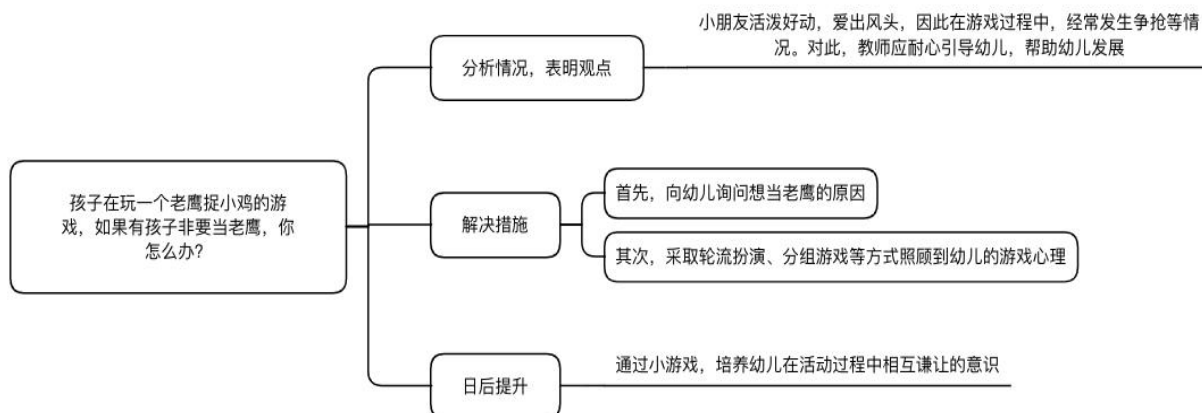 孩子在玩一个老鹰捉小鸡的游
戏，如果有孩子非要当老鹰，你
怎么办?
分析情况，表明观点
小朋友活泼好动，爱出风头，因此在游戏过程中，经常发生争抢等情
况。对此，教师应耐心引导幼儿，帮助幼儿发展
解决措施
首先，向幼儿询问想当老鹰的原因
其次，采取轮流扮演、分组游戏等方式照顾到幼儿的游戏心理
日后提升
通过小游戏，培养幼儿在活动过程中相互谦让的意识